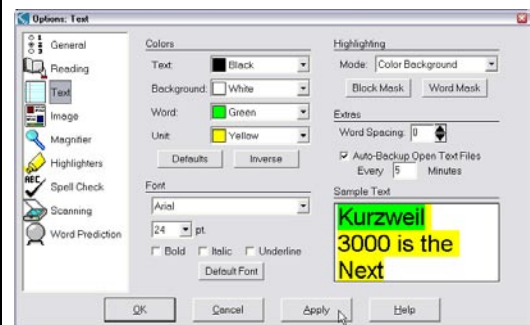 Options: Text
General
Reading
Text
Image
Magnifier
Highlighters
ABC Spell Check
Scanning
Word Prediction
Colors
Text: Black
Background: White
Word: Green
Unit: Yellow
Defaults Inverse
Font
Arial
24 pt.
Bold Italic Underline
Default Font
Highlighting
Mode: Color Background
Block Mask Word Mask
Extras
Word Spacing: 0
Auto-Backup Open Text Files
Every 5 Minutes
Sample Text
Kurzweil
3000 is the
Next
OK Cancel Apply Help